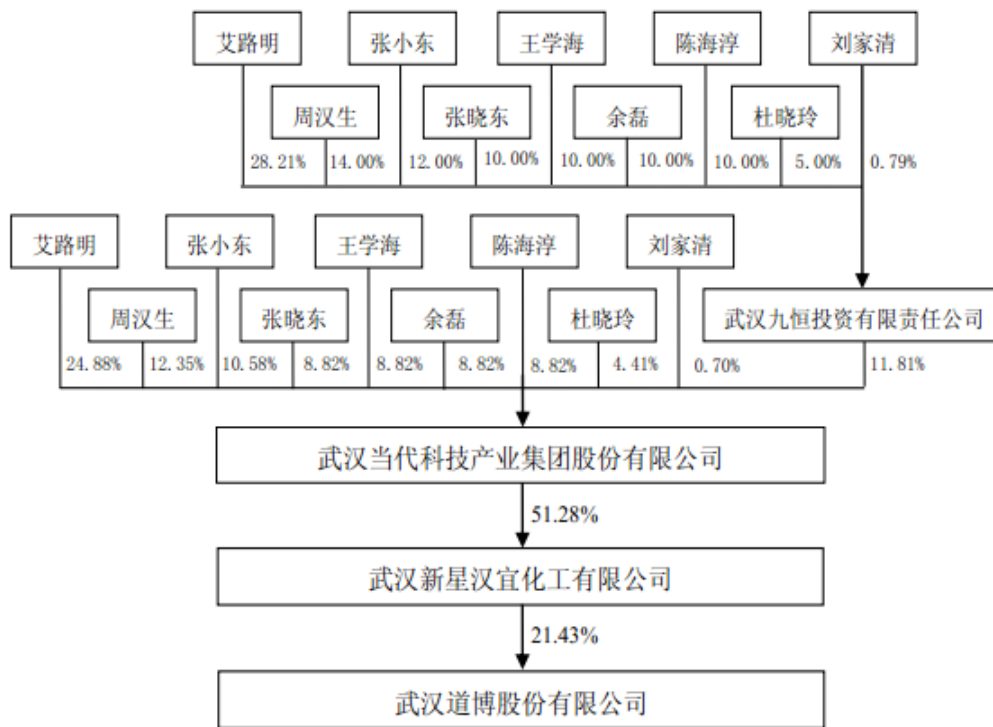 艾路明 张小东 王学海 陈海淳 刘家清
周汉生 张晓东 余磊 杜晓玲
28.21% 14.00% 12.00% 10.00% 10.00% 10.00% 10.00% 5.00% 0.79%
艾路明 张小东 王学海 陈海淳 刘家清
周汉生 张晓东 余磊 杜晓玲 武汉九恒投资有限责任公司
24.88% 12.35% 10.58% 8.82% 8.82% 8.82% 8.82% 4.41% 0.70% 11.81%
武汉当代科技产业集团股份有限公司
51.28%
武汉新星汉宜化工有限公司
21.43%
武汉道博股份有限公司